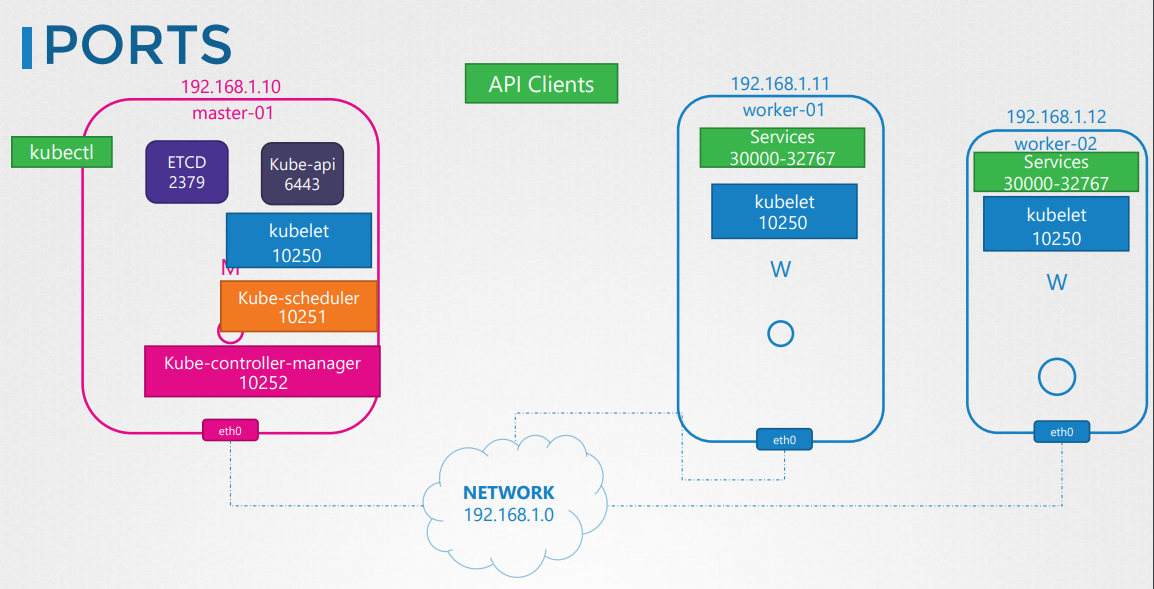 PORTS
192.168.1.10
master-01
kubectl
ETCD
2379
Kube-api
6443
kubelet
10250
M
Kube-scheduler
10251
Kube-controller-manager
10252
eth0
API Clients
192.168.1.11
worker-01
Services
30000-32767
kubelet
10250
W
eth0
192.168.1.12
worker-02
Services
30000-32767
kubelet
10250
W
eth0
NETWORK
192.168.1.0